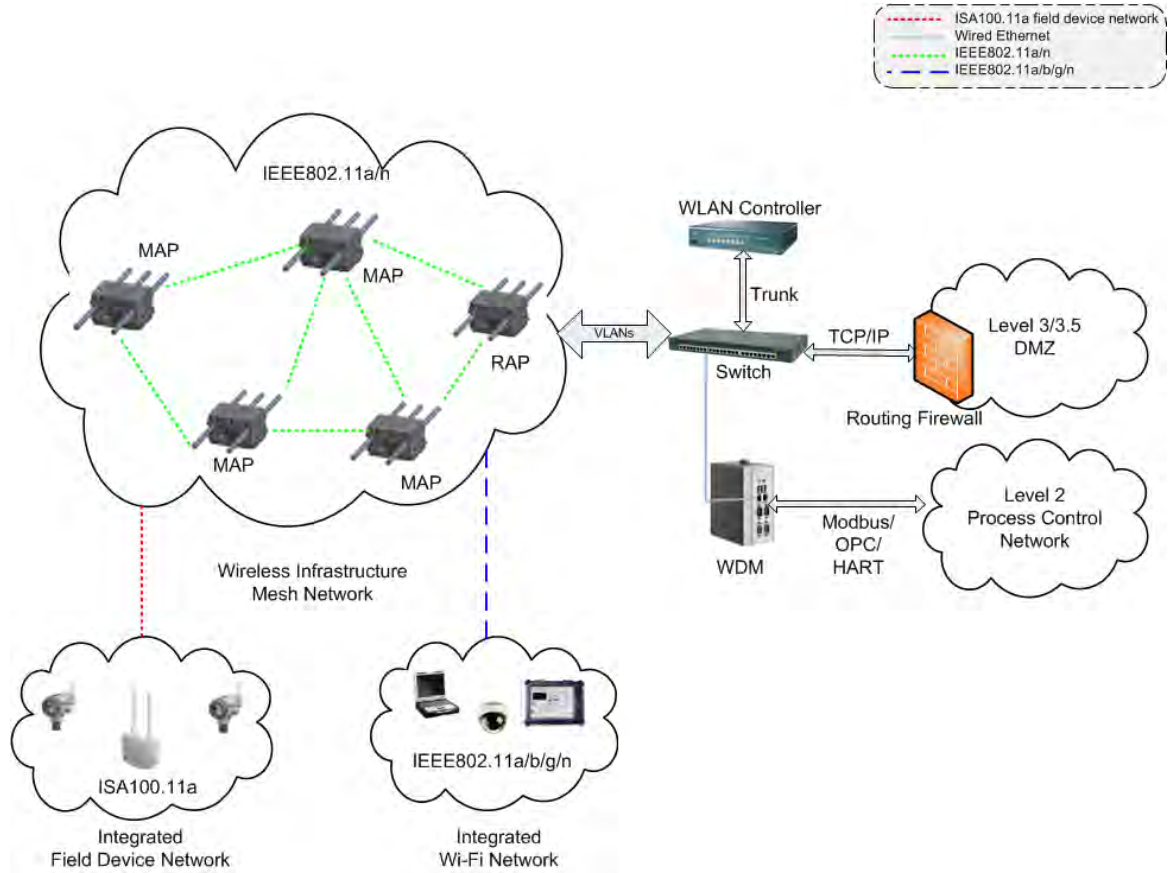 ISA100.11a field device network
Wired Ethernet
IEEE802.11a/n
IEEE802.11a/b/g/n
IEEE802.11a/n
MAP
MAP
RAP
MAP
MAP
VLANs
WLAN Controller
Trunk
Switch
TCP/IP
Level 3/3.5
DMZ
Routing Firewall
WDM
Modbus/
OPC/
HART
Level 2
Process Control
Network
Wireless Infrastructure
Mesh Network
ISA100.11a
Integrated
Field Device Network
IEEE802.11a/b/g/n
Integrated
Wi-Fi Network